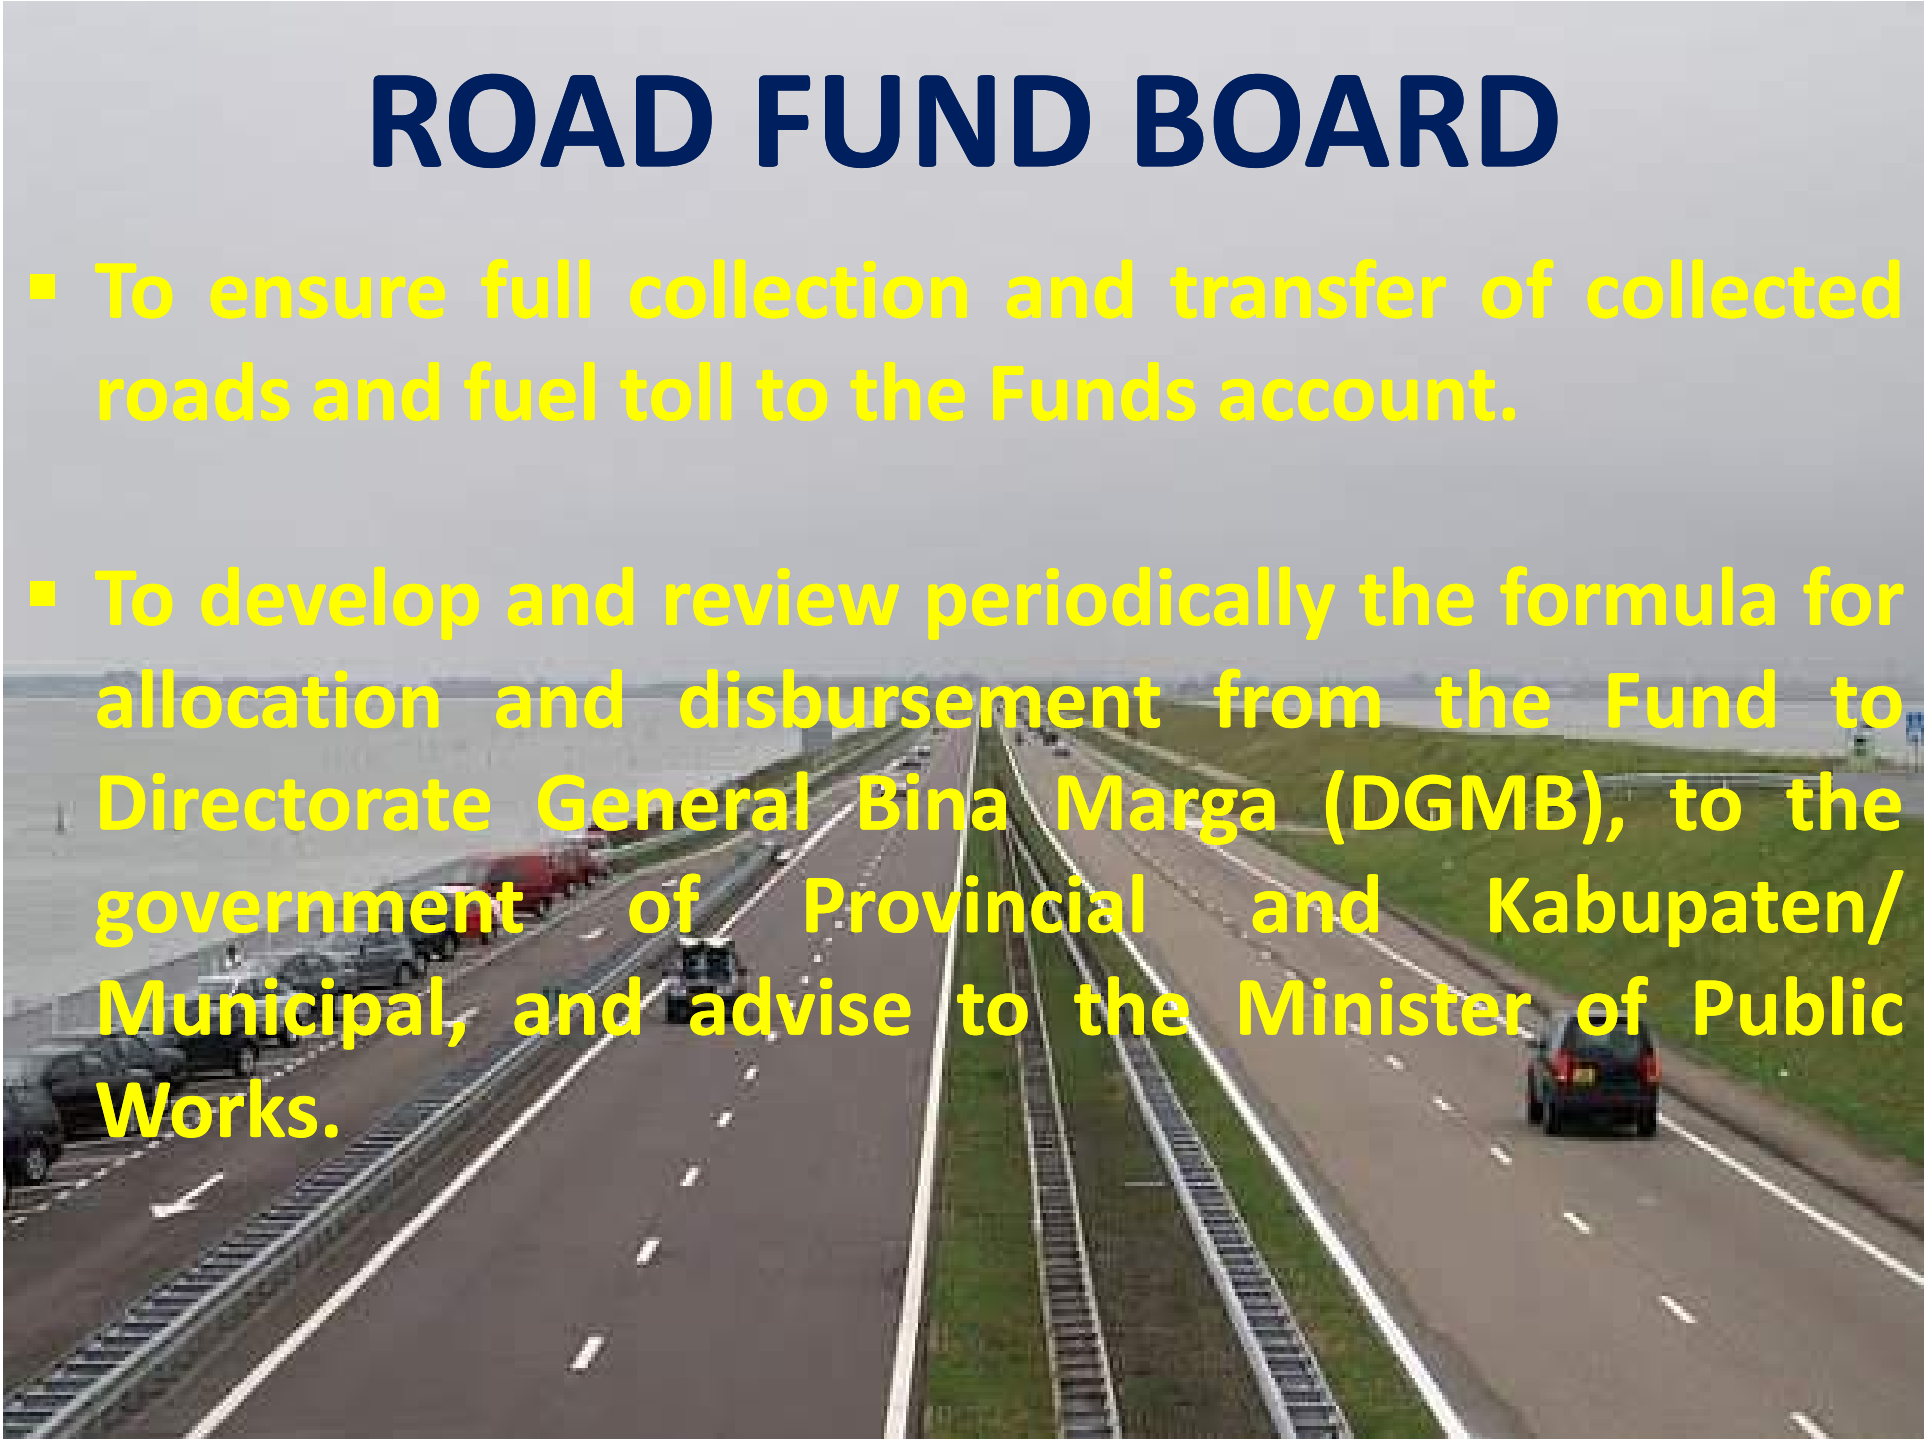 ROAD FUND BOARD
▪ To ensure full collection and transfer of collected
roads and fuel toll to the Funds account.
▪ To develop and review periodically the formula for
allocation and disbursement from the Fund to
Directorate General Bina Marga (DGMB), to the
government of Provincial and Kabupaten/
Municipal, and advise to the Minister of Public
Works.